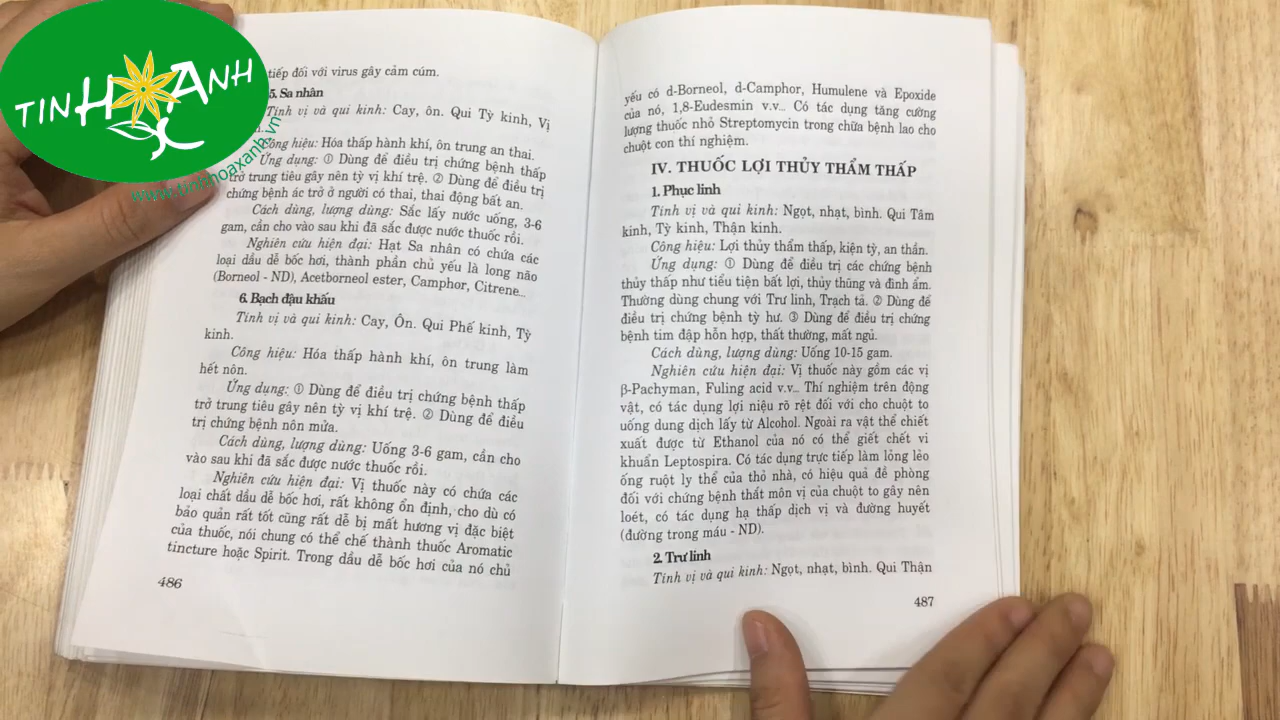 TINH HOA XANH
www.tinhhoaxanh.vn
tiếp đối với virus gây cảm cúm.
5. Sa nhân
Tính vị và qui kinh: Cay, ôn. Qui Tỳ kinh, Vị
Công hiệu: Hóa thấp hành khí, ôn trung an thai.
Ứng dụng: ① Dùng để điều trị chứng bệnh thấp
trở trung tiêu gây nên tỳ vị khí trệ. ② Dùng để điều trị
chứng bệnh ác trở ở người có thai, thai động bất an.
Cách dùng, lượng dùng: Sắc lấy nước uống, 3-6
gam, cần cho vào sau khi đã sắc được nước thuốc rồi.
Nghiên cứu hiện đại: Hạt Sa nhân có chứa các
loại dầu dễ bốc hơi, thành phần chủ yếu là long não
(Borneol - ND), Acetborneol ester, Camphor, Citrene...
6. Bạch đậu khấu
Tính vị và qui kinh: Cay, Ôn. Qui Phế kinh, Tỳ
kinh.
Công hiệu: Hóa thấp hành khí, ôn trung làm
hết nôn.
Ứng dụng: ① Dùng để điều trị chứng bệnh thấp
trở trung tiêu gây nên tỳ vị khí trệ. ② Dùng để điều
trị chứng bệnh nôn mửa.
Cách dùng, lượng dùng: Uống 3-6 gam, cần cho
vào sau khi đã sắc được nước thuốc rồi.
Nghiên cứu hiện đại: Vị thuốc này có chứa các
loại chất dầu dễ bốc hơi, rất không ổn định, cho dù có
bảo quản rất tốt cũng rất dễ bị mất hương vị đặc biệt
của thuốc, nói chung có thể chế thành thuốc Aromatic
tincture hoặc Spirit. Trong dầu dễ bốc hơi của nó chủ
486
yếu có d-Borneol, d-Camphor, Humulene và Epoxide
của nó, 1,8-Eudesmin v.v... Có tác dụng tăng cường
lượng thuốc nhỏ Streptomycin trong chữa bệnh lao cho
chuột con thí nghiệm.
IV. THUỐC LỢI THỦY THẨM THẤP
1. Phục linh
Tính vị và qui kinh: Ngọt, nhạt, bình. Qui Tâm
kinh, Tỳ kinh, Thận kinh.
Công hiệu: Lợi thủy thẩm thấp, kiện tỳ, an thần.
Ứng dụng: ① Dùng để điều trị các chứng bệnh
thủy thấp như tiểu tiện bất lợi, thủy thũng và đình ẩm.
Thường dùng chung với Trư linh, Trạch tả. ② Dùng để
điều trị chứng bệnh tỳ hư. ③ Dùng để điều trị chứng
bệnh tim đập hỗn hợp, thất thường, mất ngủ.
Cách dùng, lượng dùng: Uống 10-15 gam.
Nghiên cứu hiện đại: Vị thuốc này gồm các vị
β-Pachyman, Fuling acid v.v... Thí nghiệm trên động
vật, có tác dụng lợi niệu rõ rệt đối với cho chuột to
uống dung dịch lấy từ Alcohol. Ngoài ra vật thể chiết
xuất được từ Ethanol của nó có thể giết chết vi
khuẩn Leptospira. Có tác dụng trực tiếp làm lỏng lẻo
ống ruột ly thể của thỏ nhà, có hiệu quả đề phòng
đối với chứng bệnh thắt môn vị của chuột to gây nên
loét, có tác dụng hạ thấp dịch vị và đường huyết
(đường trong máu - ND).
2. Trư linh
Tính vị và qui kinh: Ngọt, nhạt, bình. Qui Thận
487